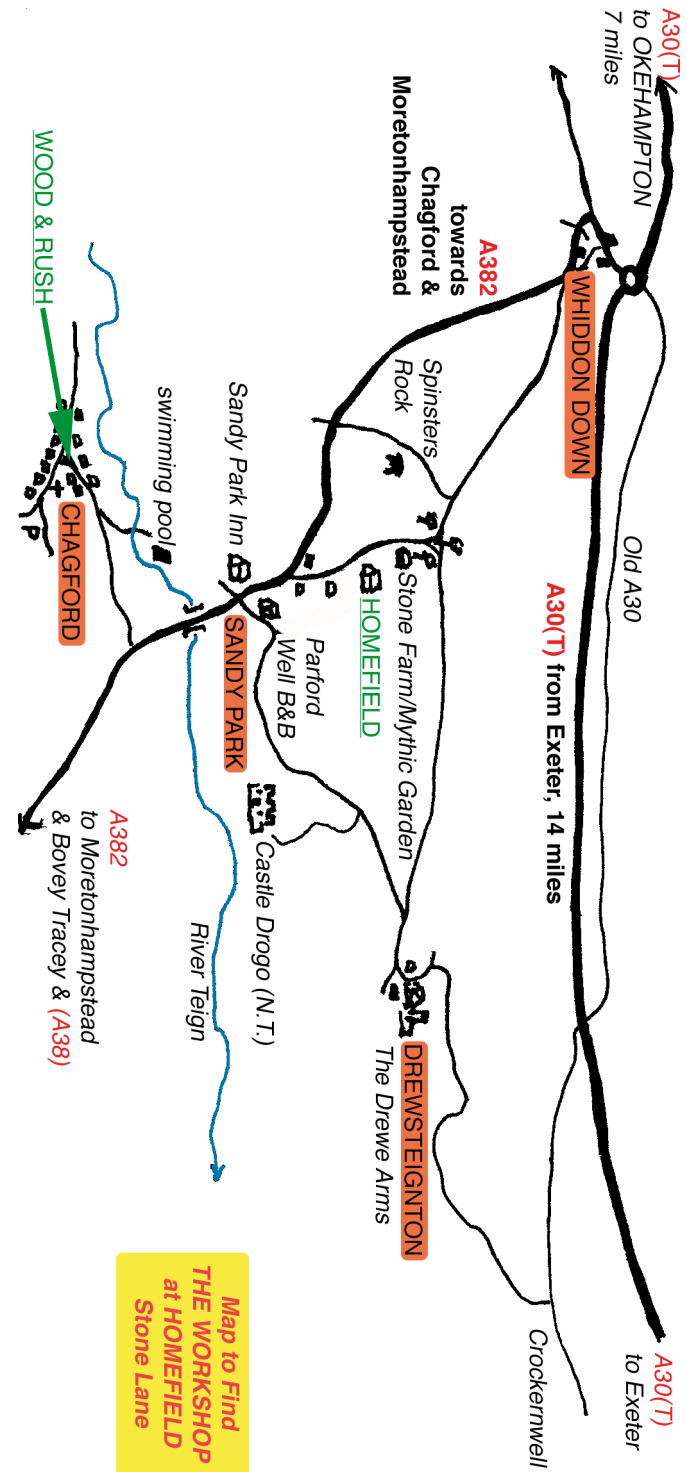 A30(T)
to OKEHAMPTON
7 miles
A382
towards
Chagford &
Moretonhampstead
WHIDDON DOWN
Old A30
A30(T) from Exeter, 14 miles
A30(T)
to Exeter
Crockernwell
Spinsters
Rock
Stone Farm/Mythic Garden
HOMEFIELD
DREWSTEIGNTON
The Drewe Arms
Parford
Well B&B
Sandy Park Inn
SANDY PARK
Castle Drogo (N.T.)
swimming pool
River Teign
WOOD & RUSH
CHAGFORD
P
A382
to Moretonhampstead
& Bovey Tracey & (A38)
Map to Find
THE WORKSHOP
at HOMEFIELD
Stone Lane